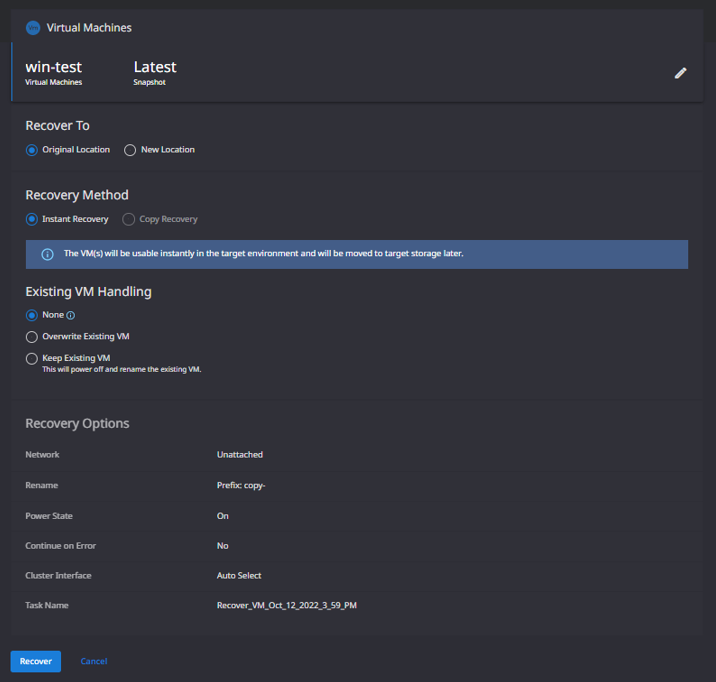 Virtual Machines
win-test Latest
Virtual Machines Snapshot
Recover To
Original Location New Location
Recovery Method
Instant Recovery Copy Recovery
The VM(s) will be usable instantly in the target environment and will be moved to target storage later.
Existing VM Handling
None
Overwrite Existing VM
Keep Existing VM
This will power off and rename the existing VM.
Recovery Options
Network Unattached
Rename Prefix: copy-
Power State On
Continue on Error No
Cluster Interface Auto Select
Task Name Recover_VM_Oct_12_2022_3_59_PM
Recover Cancel